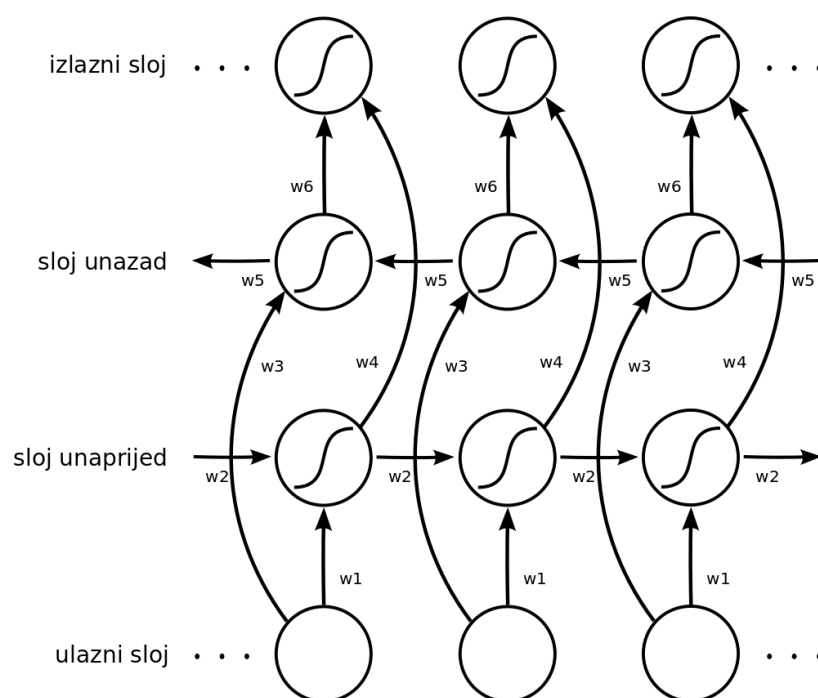 izlazni sloj . . . . . .
w6 w6 w6
sloj unazad
w5 w5 w5 w5
w3 w4 w3 w4 w3 w4
sloj unaprijed
w2 w2 w2 w2
w1 w1 w1
ulazni sloj . . . . . .